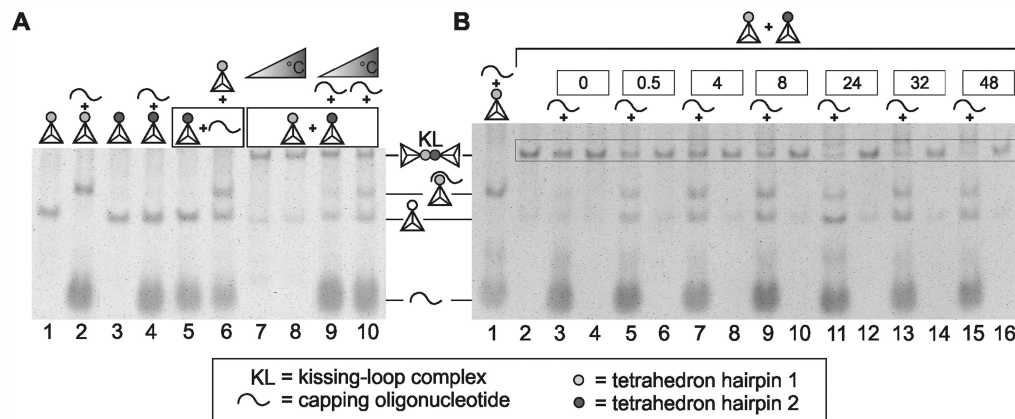 A
B
0 0.5 4 8 24 32 48
°C °C
+ + + + +
+ + + + + + + + +
+ +
KL
1 2 3 4 5 6 7 8 9 10
1 2 3 4 5 6 7 8 9 10 11 12 13 14 15 16
KL = kissing-loop complex
= capping oligonucleotide
= tetrahedron hairpin 1
= tetrahedron hairpin 2